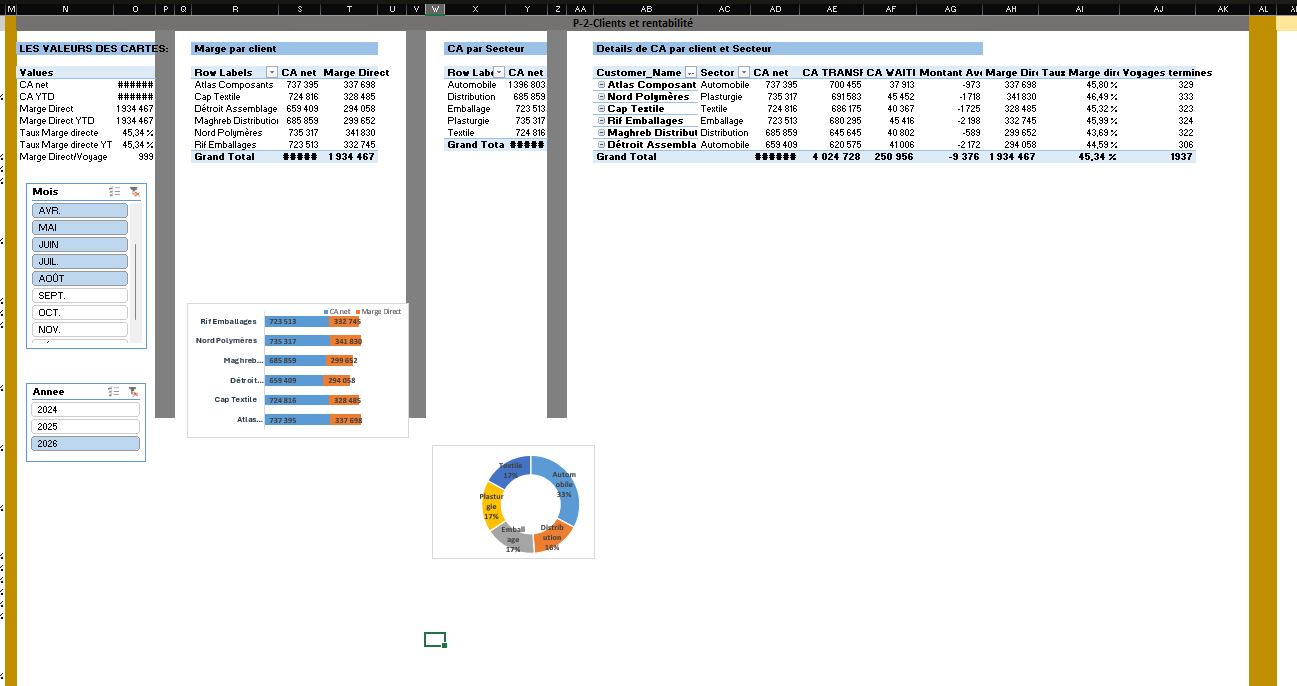 M N O P Q R S T U V W X Y Z AA AB AC AD AE AF AG AH AI AJ AK AL
P-2-Clients et rentabilité
LES VALEURS DES CARTES: Marge par client CA par Secteur Details de CA par client et Secteur
Values
CA net ######
CA YTD ######
Marge Direct 1 934 467
Marge Direct YTD 1 934 467
Taux Marge directe 45,34 %
Taux Marge directe YT 45,34 %
Marge Direct/Voyage 999
Row Labels CA net Marge Direct
Atlas Composants 737 395 337 698
Cap Textile 724 816 328 485
Détroit Assemblage 659 409 294 058
Maghreb Distribution 685 859 299 652
Nord Polymères 735 317 341 830
Rif Emballages 723 513 332 745
Grand Total ##### 1 934 467
Row Labe CA net
Automobile 1 396 803
Distribution 685 859
Emballage 723 513
Plasturgie 735 317
Textile 724 816
Grand Tota #####
Customer_Name Sector CA net CA TRANSF CA WAITI Montant Av Marge Dir Taux Marge dire Voyages termines
Atlas Composant Automobile 737 395 700 455 37 913 -973 337 698 45,80 % 329
Nord Polymères Plasturgie 735 317 691 583 45 452 -1 718 341 830 46,49 % 333
Cap Textile Textile 724 816 686 175 40 367 -1 725 328 485 45,32 % 323
Rif Emballages Emballage 723 513 680 295 45 416 -2 198 332 745 45,99 % 324
Maghreb Distribut Distribution 685 859 645 645 40 802 -589 299 652 43,69 % 322
Détroit Assembla Automobile 659 409 620 575 41 006 -2 172 294 058 44,59 % 306
Grand Total ###### 4 024 728 250 956 -9 376 1 934 467 45,34 % 1937
Mois
AVR.
MAI
JUIN
JUIL.
AOÛT
SEPT.
OCT.
NOV.
Annee
2024
2025
2026
CA net Marge Direct
Rif Emballages 723 513 332 745
Nord Polymères 735 317 341 830
Maghreb... 685 859 299 652
Détroit... 659 409 294 058
Cap Textile 724 816 328 485
Atlas... 737 395 337 698
Textile
17%
Autom
obile
33%
Plastur
gie
17%
Emball
age
17%
Distrib
ution
16%